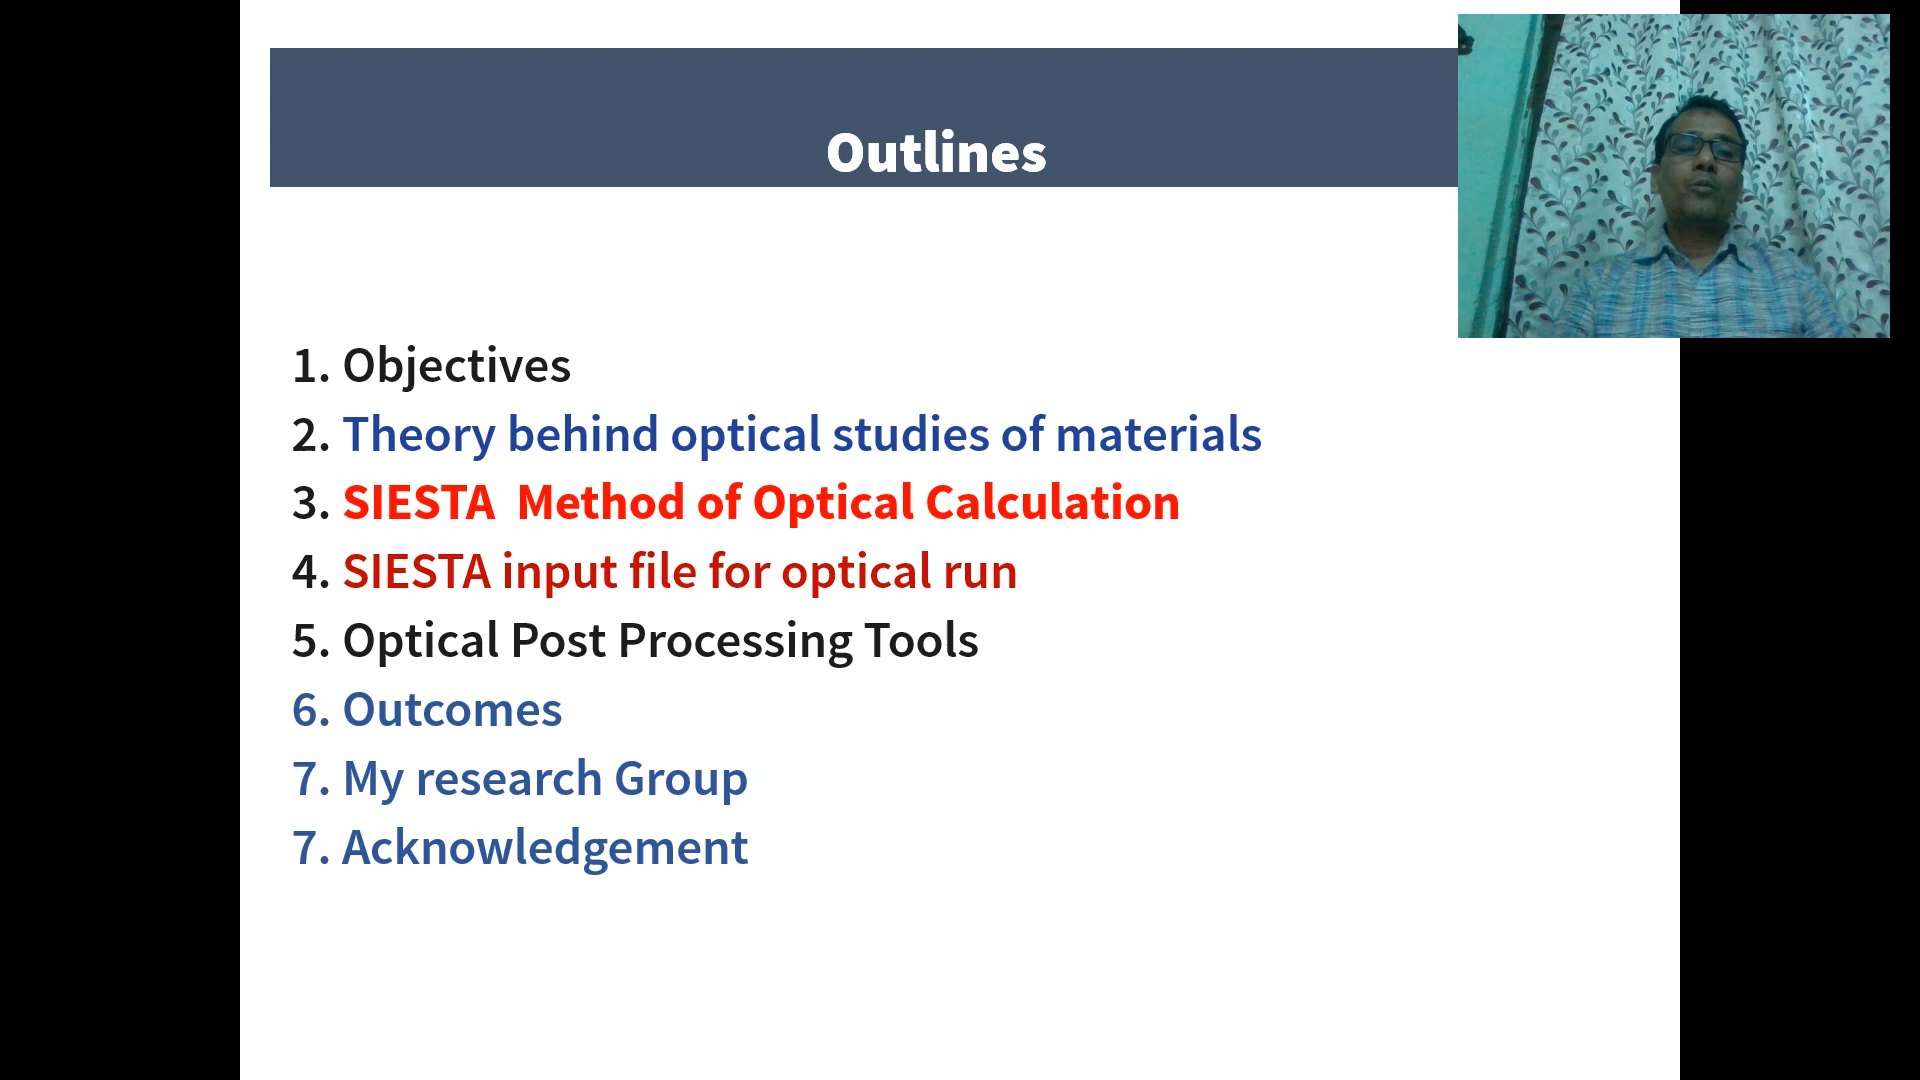 Outlines
1. Objectives
2. Theory behind optical studies of materials
3. SIESTA  Method of Optical Calculation
4. SIESTA input file for optical run
5. Optical Post Processing Tools
6. Outcomes
7. My research Group
7. Acknowledgement